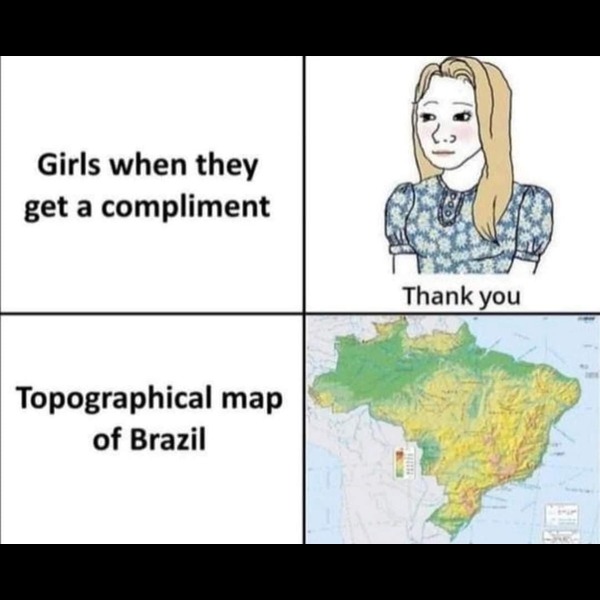 Girls when they
get a compliment
Thank you
Topographical map
of Brazil